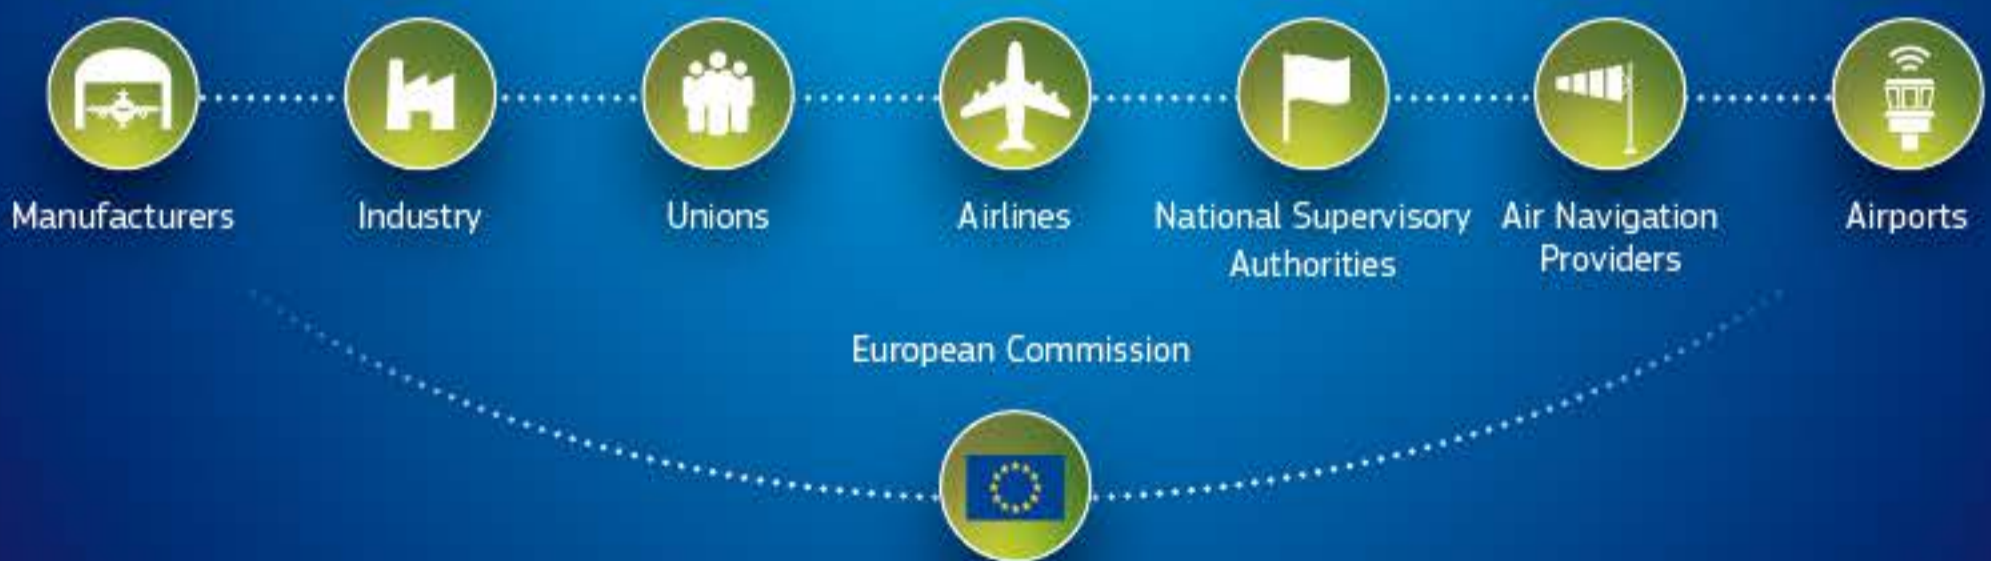 Manufacturers
Industry
Unions
Airlines
National Supervisory
Authorities
Air Navigation
Providers
Airports
European Commission